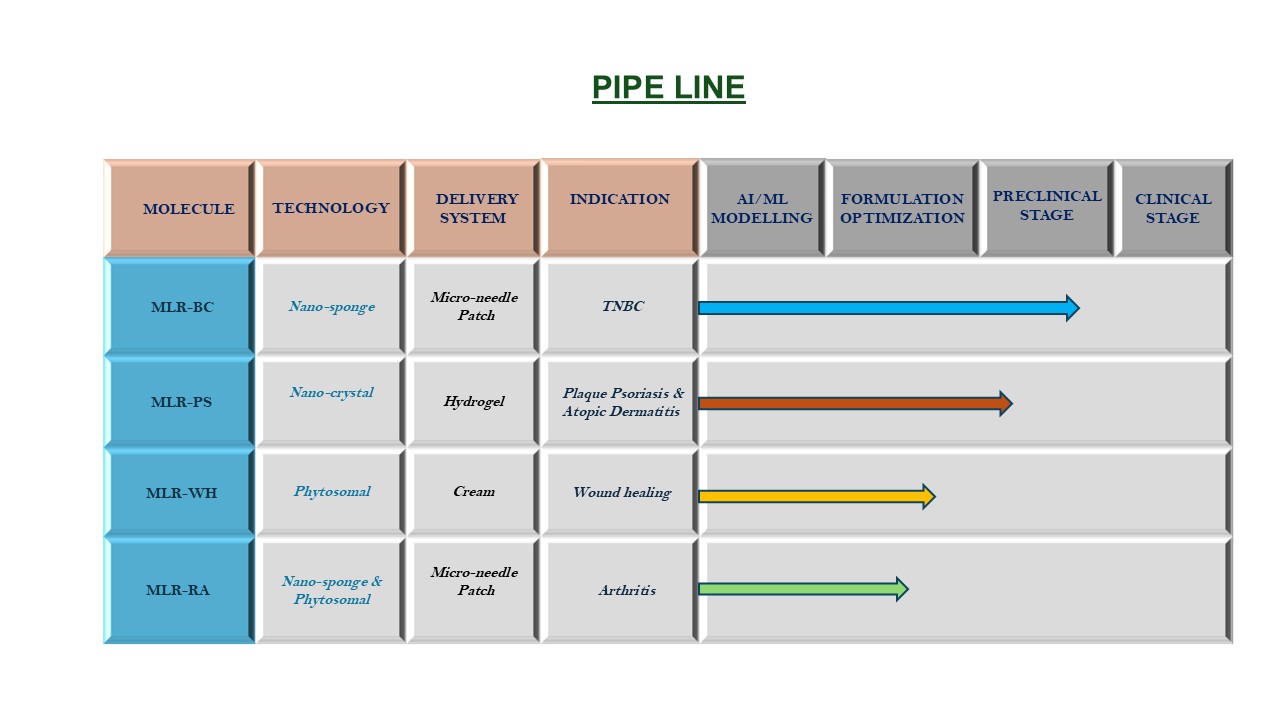 PIPE LINE
MOLECULE
TECHNOLOGY
DELIVERY
SYSTEM
INDICATION
AI/ML
MODELLING
FORMULATION
OPTIMIZATION
PRECLINICAL
STAGE
CLINICAL
STAGE
MLR-BC
Nano-sponge
Micro-needle
Patch
TNBC
MLR-PS
Nano-crystal
Hydrogel
Plaque Psoriasis &
Atopic Dermatitis
MLR-WH
Phytosomal
Cream
Wound healing
MLR-RA
Nano-sponge &
Phytosomal
Micro-needle
Patch
Arthritis